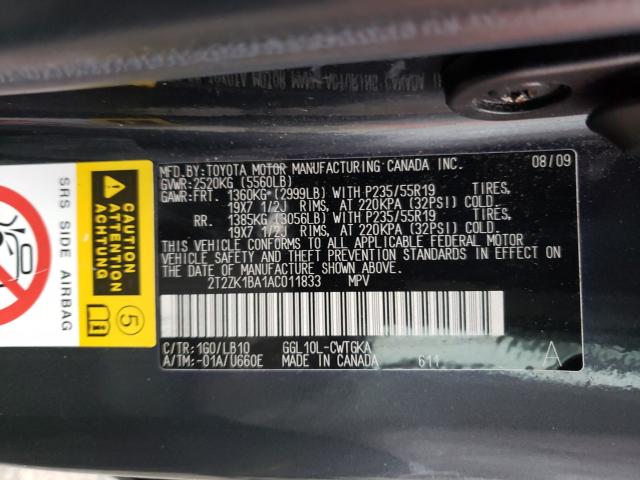 MFD.BY:TOYOTA MOTOR MANUFACTURING CANADA INC. 08/09
GVWR:2520KG (5560LB)
GAWR:FRT. 1360KG*(2999LB) WITH P235/55R19 TIRES,
19X7 1/2J RIMS, AT 220KPA (32PSI) COLD.
RR. 1385KG (3056LB) WITH P235/55R19 TIRES,
19X7 1/2J RIMS, AT 220KPA (32PSI) COLD.
THIS VEHICLE CONFORMS TO ALL APPLICABLE FEDERAL MOTOR
VEHICLE SAFETY AND THEFT PREVENTION STANDARDS IN EFFECT ON THE
DATE OF MANUFACTURE SHOWN ABOVE.
2T2ZK1BA1AC011833 MPV
C/TR:1G0/LB10 GGL10L-CWTGKA
A/TM:-01A/U660E MADE IN CANADA 611 A
SRS SIDE AIRBAG
CAUTION
ATTENTION
ACHTUNG
5